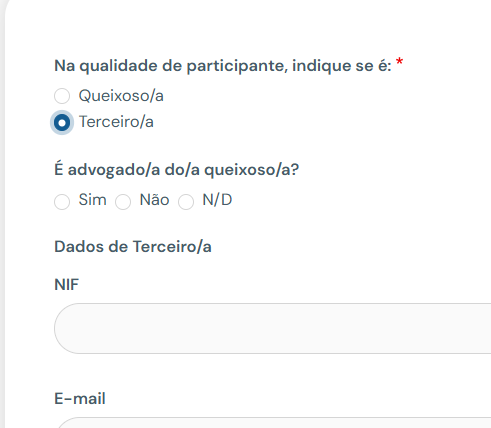 Na qualidade de participante, indique se é: *
Queixoso/a
Terceiro/a
É advogado/a do/a queixoso/a?
Sim Não N/D
Dados de Terceiro/a
NIF
E-mail